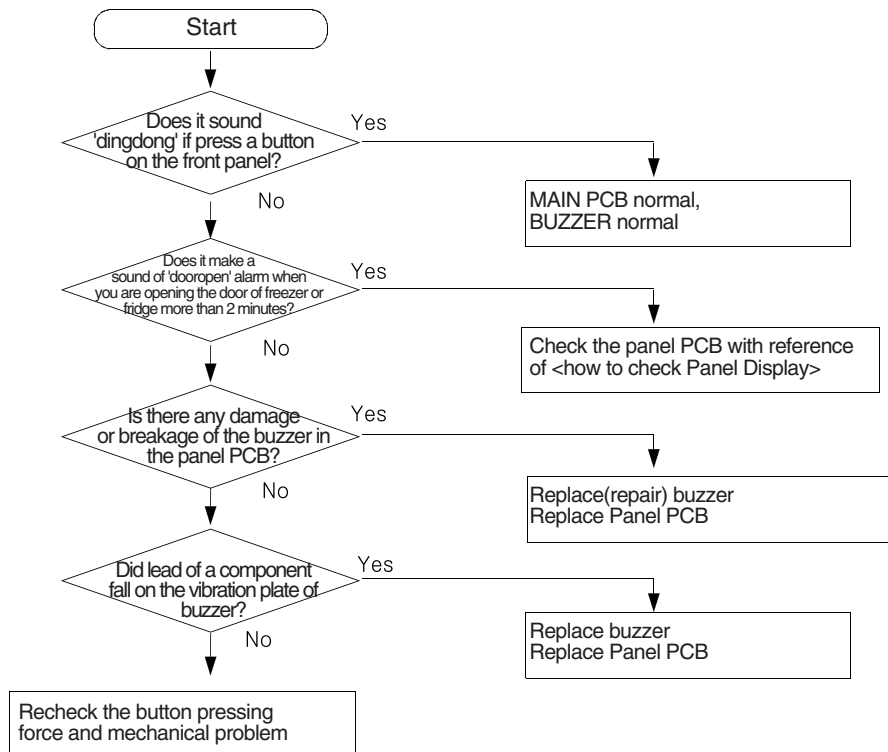 Start
Does it sound
'dingdong' if press a button
on the front panel?
Yes
MAIN PCB normal,
BUZZER normal
No
Does it make a
sound of 'dooropen' alarm when
you are opening the door of freezer or
fridge more than 2 minutes?
Yes
Check the panel PCB with reference
of <how to check Panel Display>
No
Is there any damage
or breakage of the buzzer in
the panel PCB?
Yes
Replace(repair) buzzer
Replace Panel PCB
No
Did lead of a component
fall on the vibration plate of
buzzer?
Yes
Replace buzzer
Replace Panel PCB
No
Recheck the button pressing
force and mechanical problem